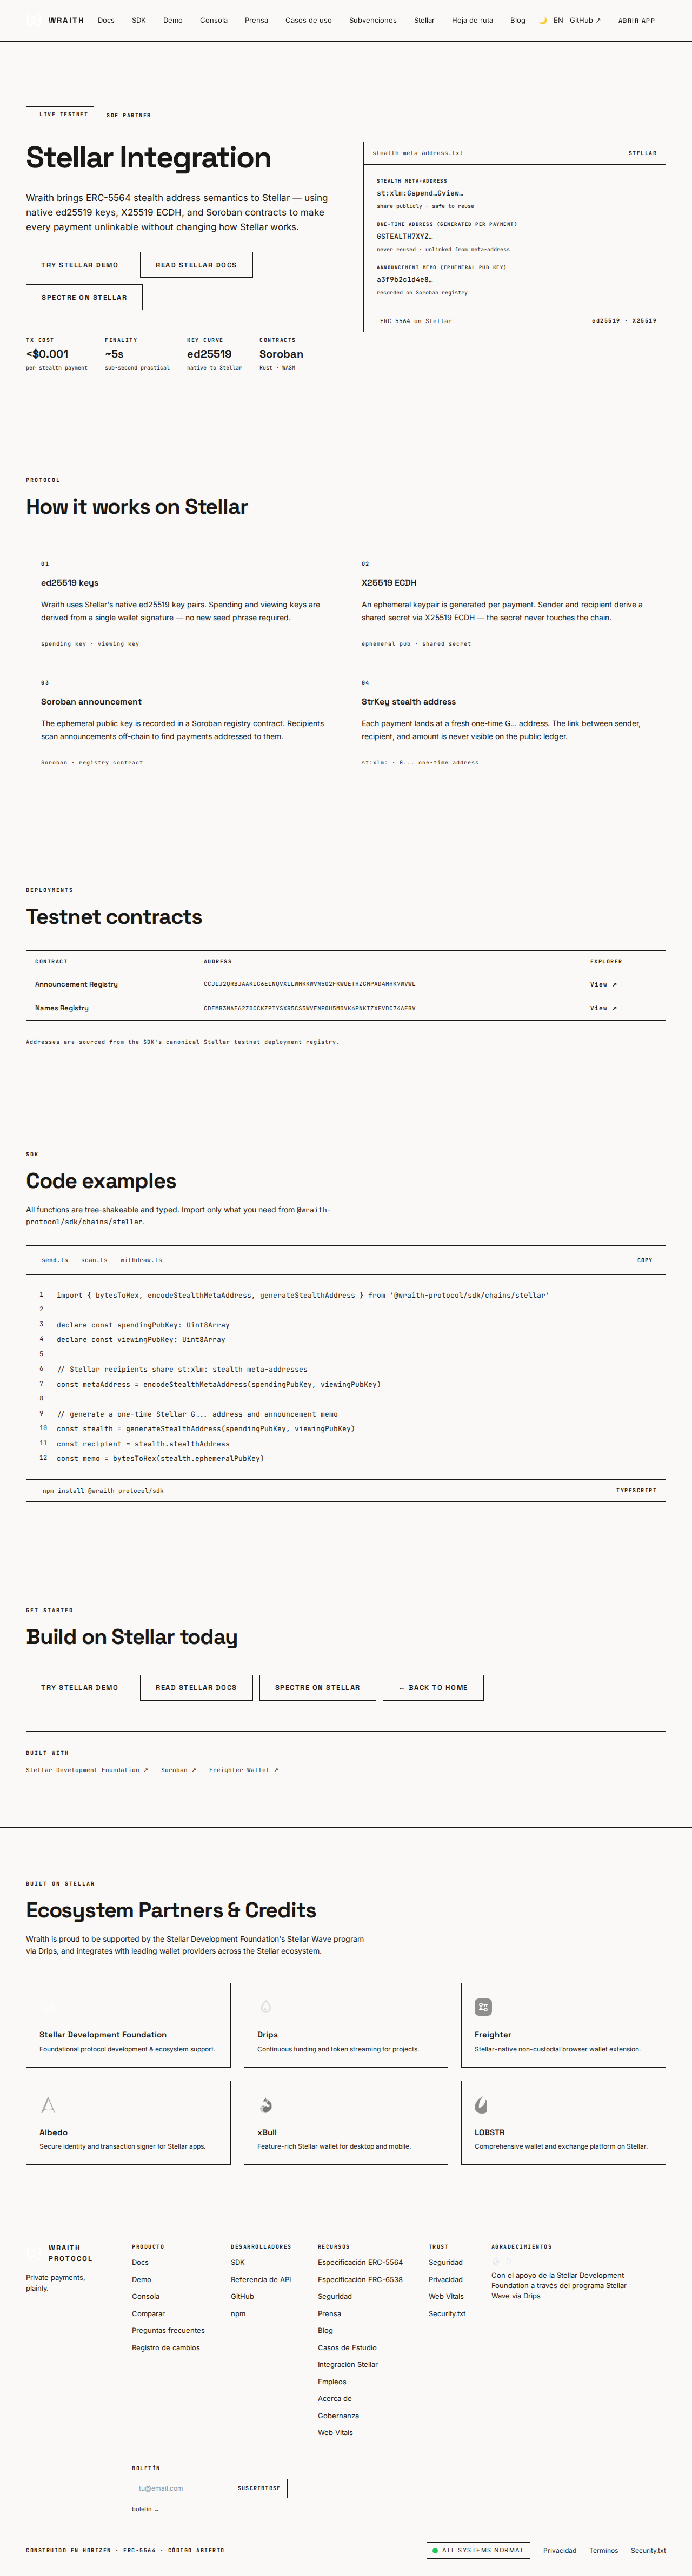 WRAITH Docs SDK Demo Consola Prensa Casos de uso Subvenciones Stellar Hoja de ruta Blog 🌙 EN GitHub ↗ ABRIR APP
LIVE TESTNET SDF PARTNER
Stellar Integration
Wraith brings ERC-5564 stealth address semantics to Stellar — using
native ed25519 keys, X25519 ECDH, and Soroban contracts to make
every payment unlinkable without changing how Stellar works.
TRY STELLAR DEMO READ STELLAR DOCS
SPECTRE ON STELLAR
TX COST FINALITY KEY CURVE CONTRACTS
<$0.001 ~5s ed25519 Soroban
per stealth payment sub-second practical native to Stellar Rust · WASM
stealth-meta-address.txt STELLAR
STEALTH META-ADDRESS
st:xlm:Gspend…Gview…
share publicly — safe to reuse
ONE-TIME ADDRESS (GENERATED PER PAYMENT)
GSTEALTH7XYZ…
never reused · unlinked from meta-address
ANNOUNCEMENT MEMO (EPHEMERAL PUB KEY)
a3f9b2c1d4e8…
recorded on Soroban registry
ERC-5564 on Stellar ed25519 · X25519
PROTOCOL
How it works on Stellar
01
ed25519 keys
Wraith uses Stellar's native ed25519 key pairs. Spending and viewing keys are
derived from a single wallet signature — no new seed phrase required.
spending key · viewing key
02
X25519 ECDH
An ephemeral keypair is generated per payment. Sender and recipient derive a
shared secret via X25519 ECDH — the secret never touches the chain.
ephemeral pub · shared secret
03
Soroban announcement
The ephemeral public key is recorded in a Soroban registry contract. Recipients
scan announcements off-chain to find payments addressed to them.
Soroban · registry contract
04
StrKey stealth address
Each payment lands at a fresh one-time G... address. The link between sender,
recipient, and amount is never visible on the public ledger.
st:xlm: · G... one-time address
DEPLOYMENTS
Testnet contracts
CONTRACT ADDRESS EXPLORER
Announcement Registry View ↗
Names Registry View ↗
Addresses are sourced from the SDK's canonical Stellar testnet deployment registry.
SDK
Code examples
All functions are tree-shakeable and typed. Import only what you need from @wraith-
protocol/sdk/chains/stellar.
send.ts scan.ts withdraw.ts COPY
1 import { bytesToHex, encodeStealthMetaAddress, generateStealthAddress } from '@wraith-protocol/sdk/chains/stellar'
2
3 declare const spendingPubKey: Uint8Array
4 declare const viewingPubKey: Uint8Array
5
6 // Stellar recipients share st:xlm: stealth meta-addresses
7 const metaAddress = encodeStealthMetaAddress(spendingPubKey, viewingPubKey)
8
9 // generate a one-time Stellar G... address and announcement memo
10 const stealth = generateStealthAddress(spendingPubKey, viewingPubKey)
11 const recipient = stealth.stealthAddress
12 const memo = bytesToHex(stealth.ephemeralPubKey)
npm install @wraith-protocol/sdk TYPESCRIPT
GET STARTED
Build on Stellar today
TRY STELLAR DEMO READ STELLAR DOCS SPECTRE ON STELLAR ← BACK TO HOME
BUILT WITH
Stellar Development Foundation ↗ Soroban ↗ Freighter Wallet ↗
BUILT ON STELLAR
Ecosystem Partners & Credits
Wraith is proud to be supported by the Stellar Development Foundation's Stellar Wave program
via Drips, and integrates with leading wallet providers across the Stellar ecosystem.
Stellar Development Foundation
Foundational protocol development & ecosystem support.
Drips
Continuous funding and token streaming for projects.
Freighter
Stellar-native non-custodial browser wallet extension.
Albedo
Secure identity and transaction signer for Stellar apps.
xBull
Feature-rich Stellar wallet for desktop and mobile.
LOBSTR
Comprehensive wallet and exchange platform on Stellar.
WRAITH
PROTOCOL
Private payments,
plainly.
PRODUCTO
Docs
Demo
Consola
Comparar
Preguntas frecuentes
Registro de cambios
DESARROLLADORES
SDK
Referencia de API
GitHub
npm
RECURSOS
Especificación ERC-5564
Especificación ERC-6538
Seguridad
Prensa
Blog
Casos de Estudio
Integración Stellar
Empleos
Acerca de
Gobernanza
Web Vitals
TRUST
Seguridad
Privacidad
Web Vitals
Security.txt
AGRADECIMIENTOS
Con el apoyo de la Stellar Development
Foundation a través del programa Stellar
Wave vía Drips
BOLETÍN
tu@email.com SUSCRIBIRSE
boletín →
CONSTRUIDO EN HORIZEN · ERC-5564 · CÓDIGO ABIERTO ALL SYSTEMS NORMAL Privacidad Términos Security.txt